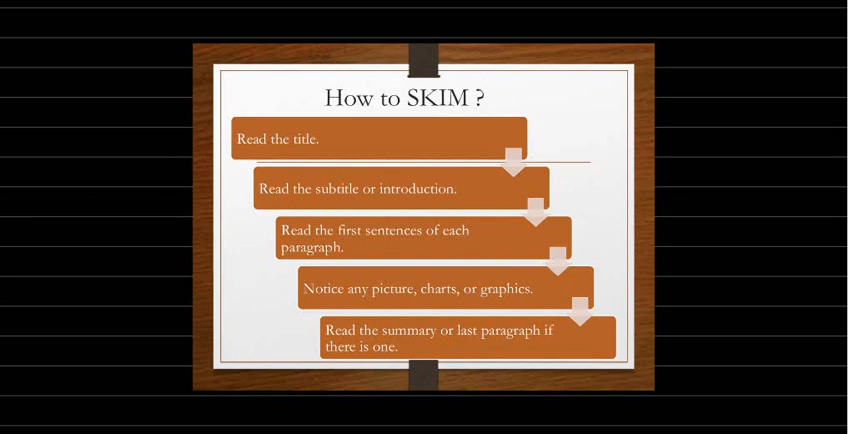 How to SKIM ?
Read the title.
Read the subtitle or introduction.
Read the first sentences of each
paragraph.
Notice any picture, charts, or graphics.
Read the summary or last paragraph if
there is one.